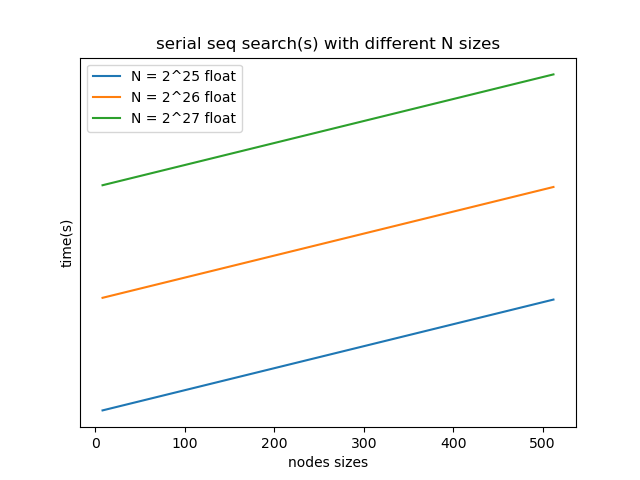 serial seq search(s) with different N sizes
N = 2^25 float
N = 2^26 float
N = 2^27 float
time(s)
0 100 200 300 400 500
nodes sizes